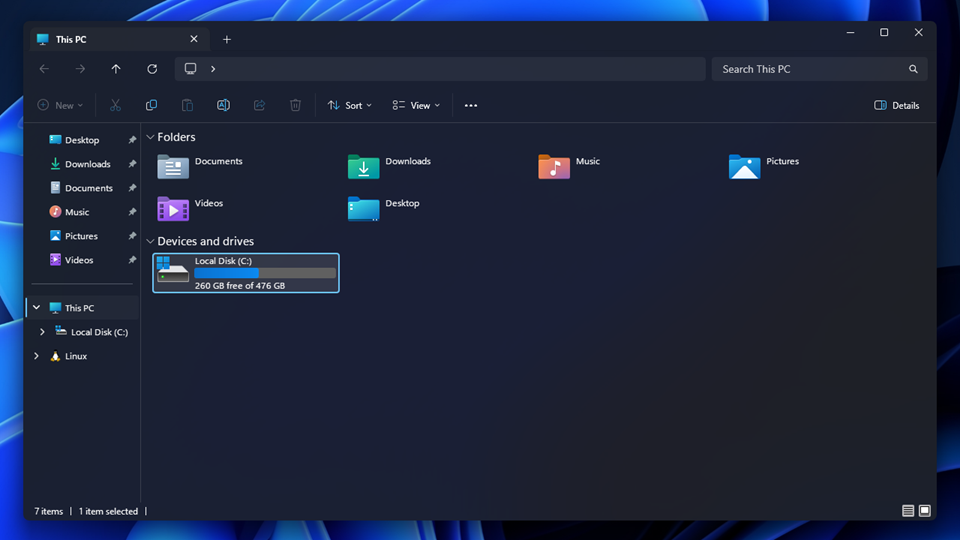 This PC
Search This PC
New
Sort
View
Details
Desktop
Downloads
Documents
Music
Pictures
Videos
This PC
Local Disk (C:)
Linux
Folders
Documents
Downloads
Music
Pictures
Videos
Desktop
Devices and drives
Local Disk (C:)
260 GB free of 476 GB
7 items
1 item selected